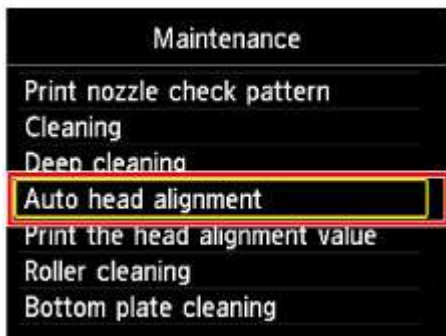 Maintenance
Print nozzle check pattern
Cleaning
Deep cleaning
Auto head alignment
Print the head alignment value
Roller cleaning
Bottom plate cleaning